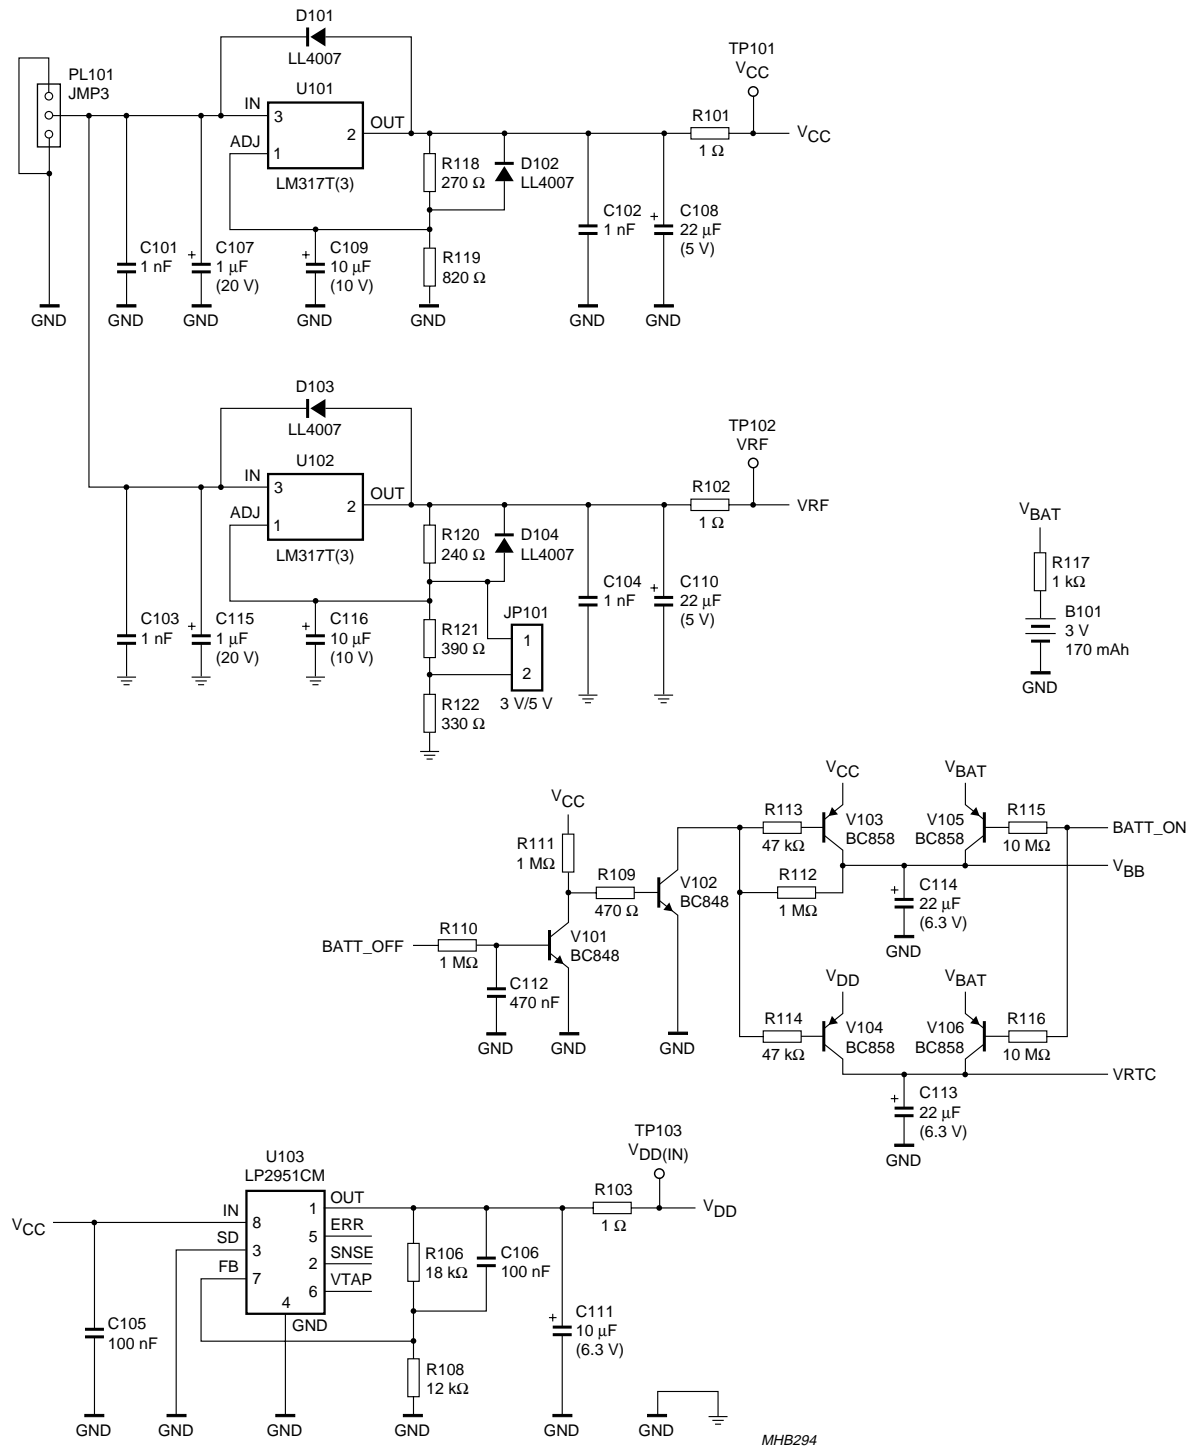 D101
LL4007
PL101
JMP3
U101
IN
3
ADJ
1
2
OUT
LM317T(3)
R118
270 Ω
D102
LL4007
R101
1 Ω
TP101
VCC
VCC
C101
1 nF
C107
1 μF
(20 V)
C109
10 μF
(10 V)
R119
820 Ω
C102
1 nF
C108
22 μF
(5 V)
+
+
+
GND
GND
GND
GND
GND
GND
GND
D103
LL4007
U102
IN
3
ADJ
1
2
OUT
LM317T(3)
R120
240 Ω
D104
LL4007
R102
1 Ω
TP102
VRF
VRF
C103
1 nF
C115
1 μF
(20 V)
C116
10 μF
(10 V)
R121
390 Ω
JP101
1
2
3 V/5 V
C104
1 nF
C110
22 μF
(5 V)
+
+
+
R122
330 Ω
VBAT
R117
1 kΩ
B101
3 V
170 mAh
GND
VCC
R111
1 MΩ
R109
470 Ω
V102
BC848
BATT_OFF
R110
1 MΩ
V101
BC848
C112
470 nF
GND
GND
GND
VCC
VBAT
R113
47 kΩ
V103
BC858
V105
BC858
R115
10 MΩ
BATT_ON
VBB
R112
1 MΩ
+
C114
22 μF
(6.3 V)
GND
VDD
VBAT
R114
47 kΩ
V104
BC858
V106
BC858
R116
10 MΩ
VRTC
+
C113
22 μF
(6.3 V)
GND
U103
LP2951CM
VCC
IN
8
SD
3
FB
7
4
GND
1
OUT
5
ERR
2
SNSE
6
VTAP
R106
18 kΩ
C106
100 nF
R103
1 Ω
TP103
VDD(IN)
VDD
C105
100 nF
+
C111
10 μF
(6.3 V)
R108
12 kΩ
GND
GND
GND
GND
GND
GND
MHB294